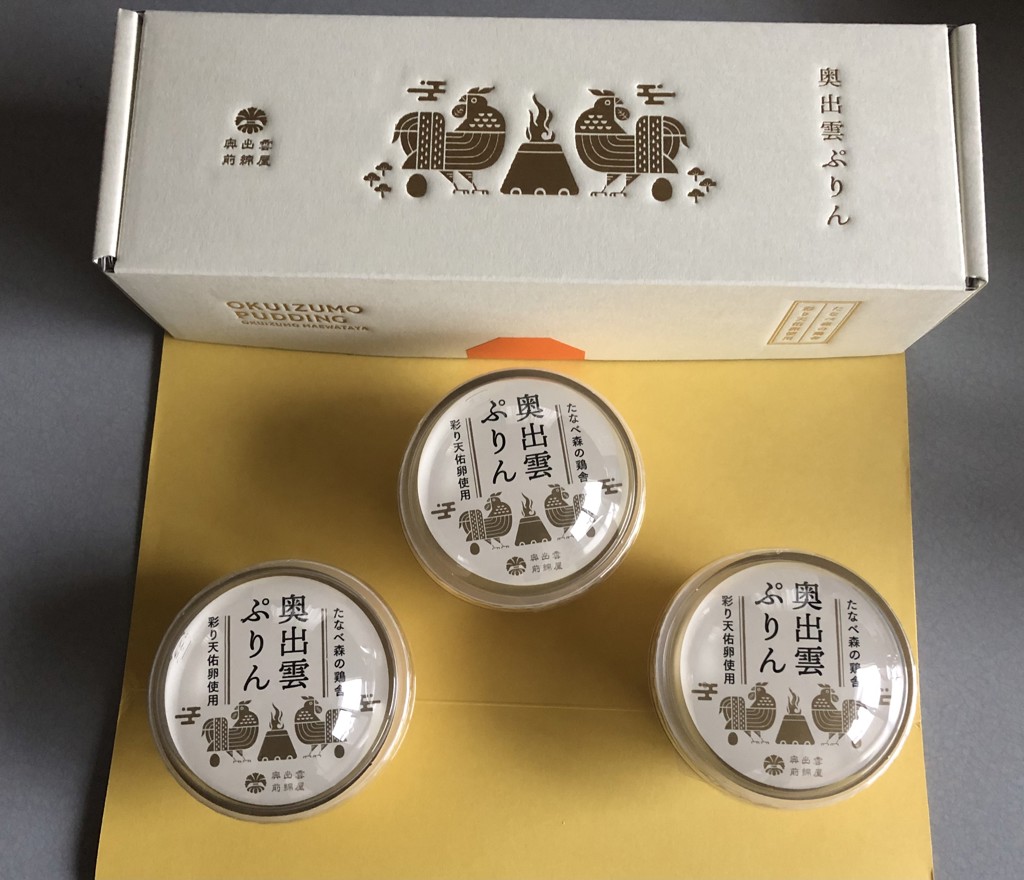 奥出雲
前綿屋
奥出雲ぷりん
OKUIZUMO
PUDDING
OKUIZUMO MAEWATAYA
たなべ森の鶏舎
奥出雲
ぷりん
彩り天佑卵使用
奥出雲
前綿屋
たなべ森の鶏舎
奥出雲
ぷりん
彩り天佑卵使用
奥出雲
前綿屋
たなべ森の鶏舎
奥出雲
ぷりん
彩り天佑卵使用
奥出雲
前綿屋